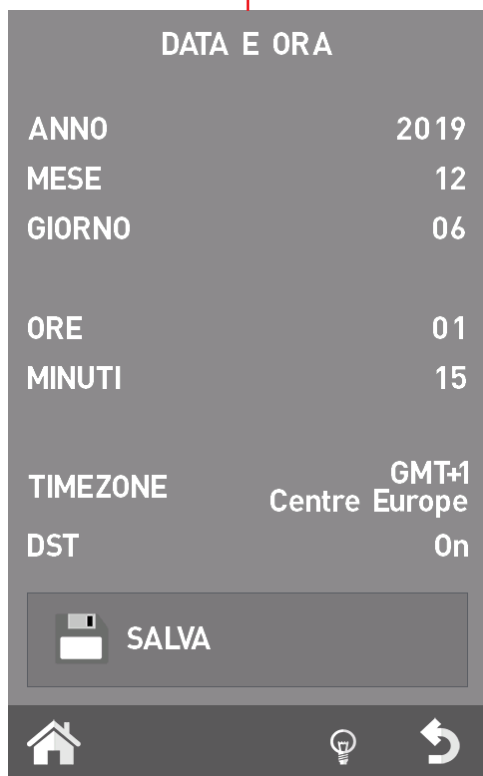 DATA E ORA
ANNO 2019
MESE 12
GIORNO 06
ORE 01
MINUTI 15
TIMEZONE GMT+1
Centre Europe
DST On
SALVA